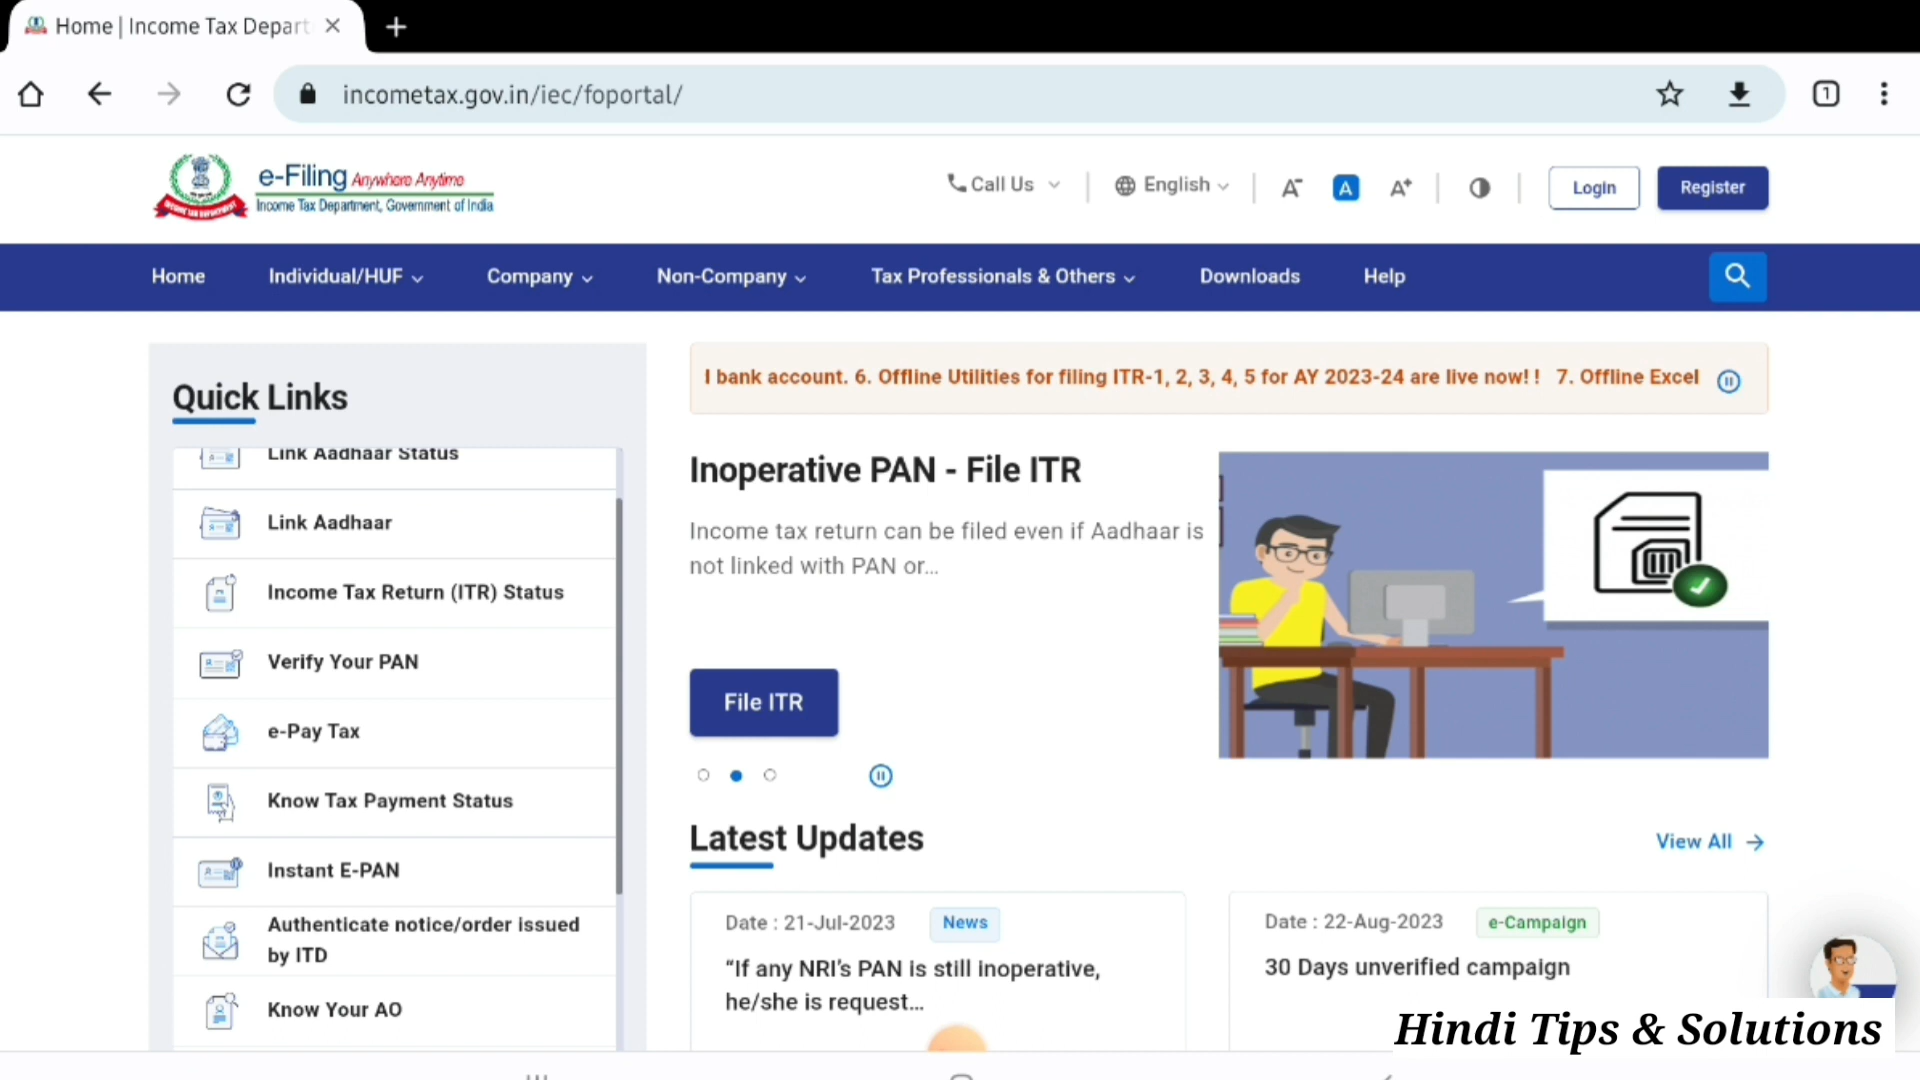 Home | Income Tax Depart
incometax.gov.in/iec/foportal/
1
e-Filing Anywhere Anytime
Income Tax Department, Government of India
Call Us
English
A-
A
A+
Login
Register
Home
Individual/HUF
Company
Non-Company
Tax Professionals & Others
Downloads
Help
Quick Links
Link Aadhaar Status
Link Aadhaar
Income Tax Return (ITR) Status
Verify Your PAN
e-Pay Tax
Know Tax Payment Status
Instant E-PAN
Authenticate notice/order issued
by ITD
Know Your AO
l bank account. 6. Offline Utilities for filing ITR-1, 2, 3, 4, 5 for AY 2023-24 are live now! ! 7. Offline Excel
Inoperative PAN - File ITR
Income tax return can be filed even if Aadhaar is
not linked with PAN or...
File ITR
Latest Updates
View All
Date : 21-Jul-2023
News
“If any NRI’s PAN is still inoperative,
he/she is request...
Date : 22-Aug-2023
e-Campaign
30 Days unverified campaign
Hindi Tips & Solutions